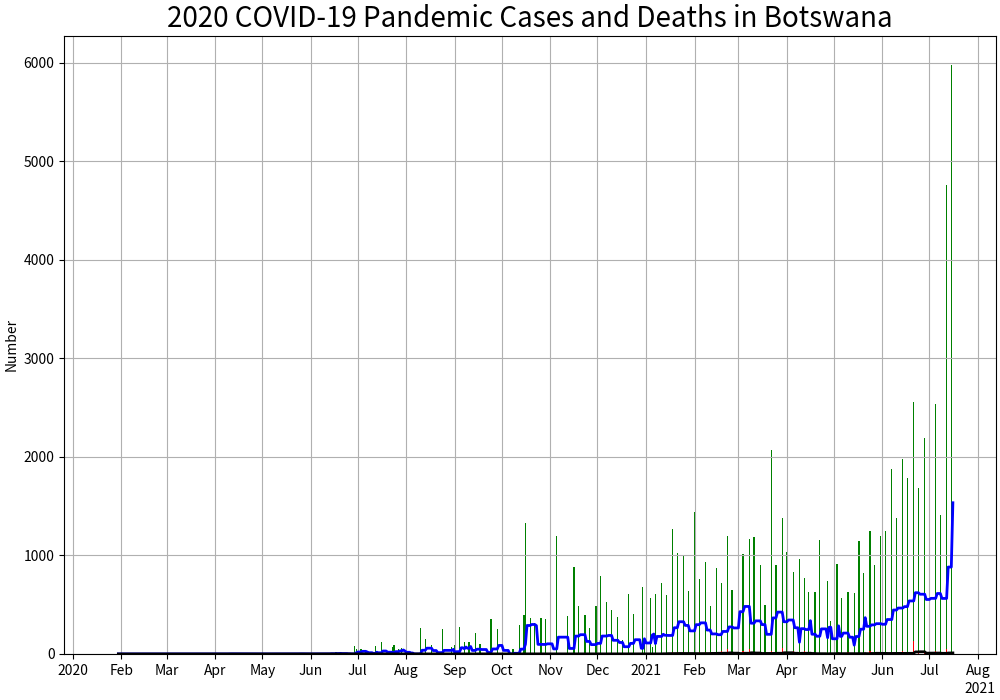 2020 COVID-19 Pandemic Cases and Deaths in Botswana
6000
5000
4000
3000
2000
1000
0
Number
2020 Feb Mar Apr May Jun Jul Aug Sep Oct Nov Dec 2021 Feb Mar Apr May Jun Jul Aug
2021